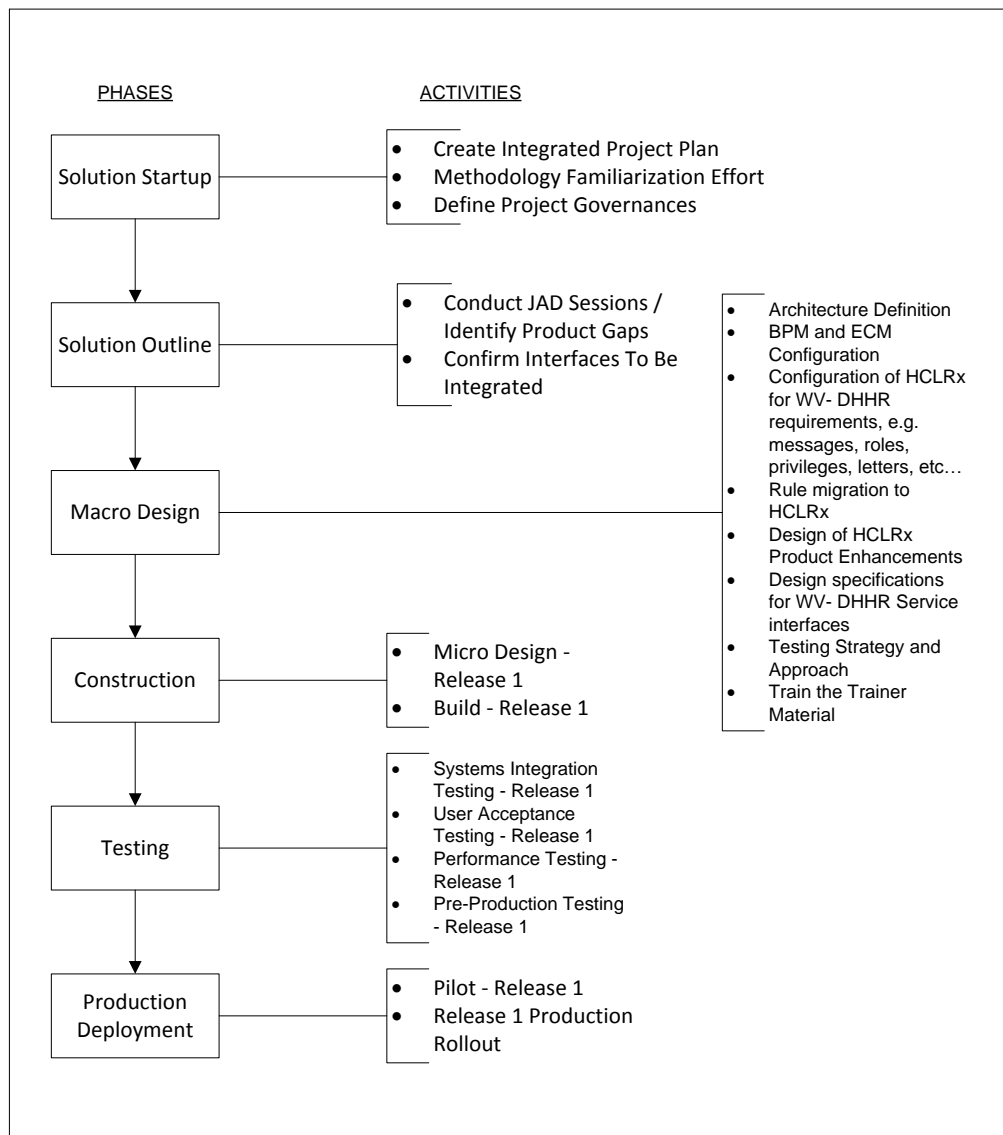 PHASES
ACTIVITIES
Solution Startup
• Create Integrated Project Plan
• Methodology Familiarization Effort
• Define Project Governances
Solution Outline
• Conduct JAD Sessions /
Identify Product Gaps
• Confirm Interfaces To Be
Integrated
Macro Design
• Architecture Definition
• BPM and ECM
Configuration
• Configuration of HCLRx
for WV- DHHR
requirements, e.g.
messages, roles,
privileges, letters, etc…
• Rule migration to
HCLRx
• Design of HCLRx
Product Enhancements
• Design specifications
for WV- DHHR Service
interfaces
• Testing Strategy and
Approach
• Train the Trainer
Material
Construction
• Micro Design -
Release 1
• Build - Release 1
Testing
• Systems Integration
Testing - Release 1
• User Acceptance
Testing - Release 1
• Performance Testing -
Release 1
• Pre-Production Testing
- Release 1
Production
Deployment
• Pilot - Release 1
• Release 1 Production
Rollout